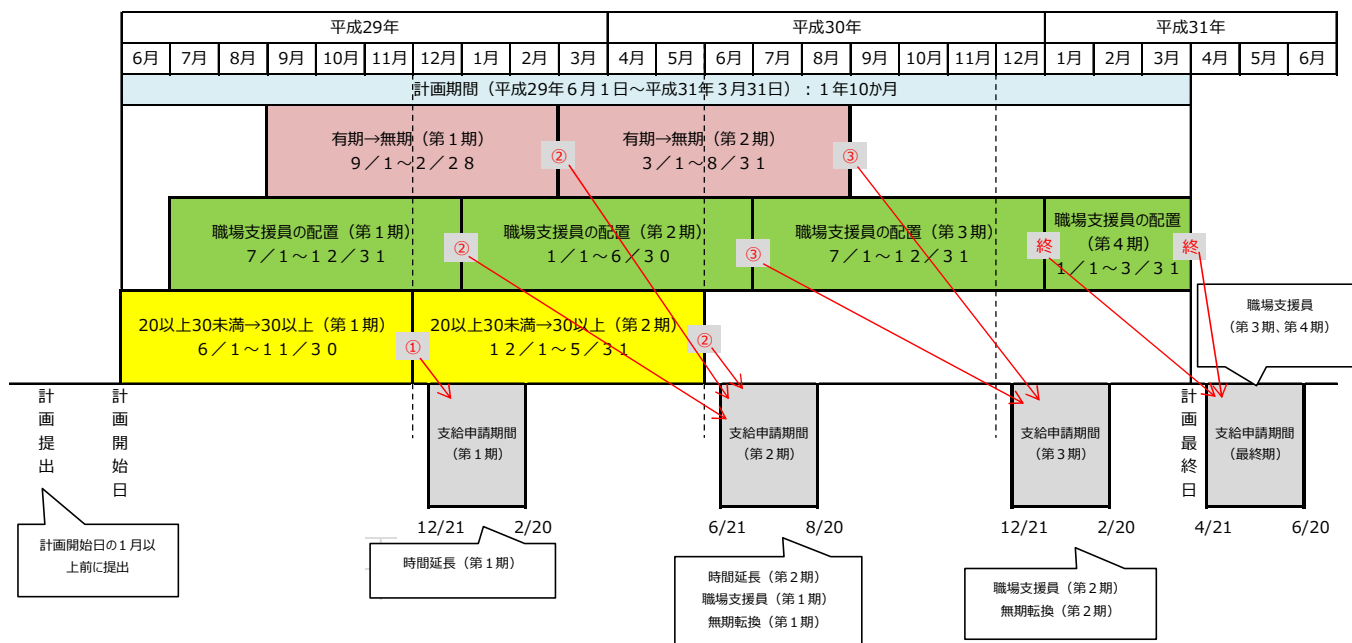 平成29年
平成30年
平成31年
6月 7月 8月 9月 10月 11月 12月 1月 2月 3月 4月 5月 6月 7月 8月 9月 10月 11月 12月 1月 2月 3月 4月 5月 6月
計画期間（平成29年６月１日～平成31年３月31日）：１年10か月
有期→無期（第１期）
９／１～２／２８
②
有期→無期（第２期）
３／１～８／３１
③
職場支援員の配置（第１期）
７／１～１２／３１
②
職場支援員の配置（第２期）
１／１～６／３０
③
職場支援員の配置（第３期）
７／１～１２／３１
終
職場支援員の配置
（第４期）
１／１～３／３１
終
20以上30未満→30以上（第１期）
６／１～１１／３０
①
20以上30未満→30以上（第２期）
１２／１～５／３１
②
職場支援員
（第３期、第４期）
計画提出
計画開始日
支給申請期間
（第１期）
支給申請期間
（第２期）
支給申請期間
（第３期）
計画最終日
支給申請期間
（最終期）
12/21
2/20
6/21
8/20
12/21
2/20
4/21
6/20
計画開始日の１月以
上前に提出
時間延長（第１期）
時間延長（第２期）
職場支援員（第１期）
無期転換（第１期）
職場支援員（第２期）
無期転換（第２期）